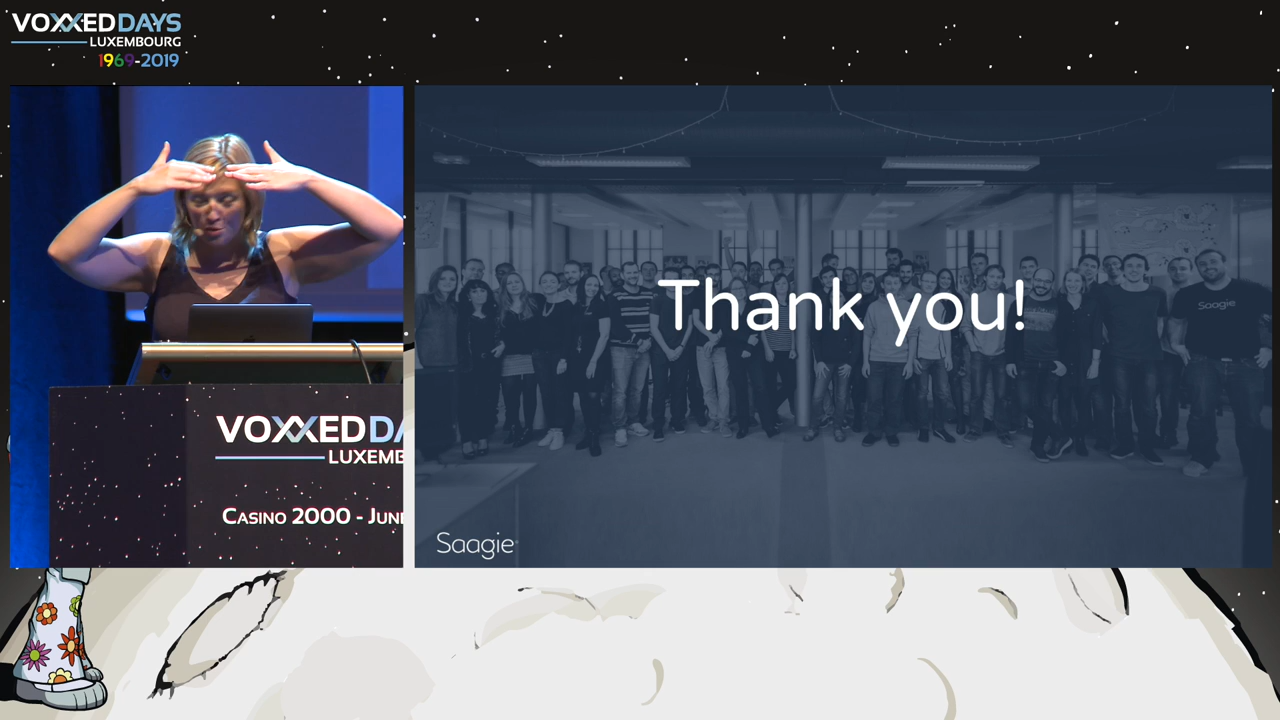 VOXXEDDAYS
LUXEMBOURG
1969-2019
Thank you!
Saagie
Saagie
VOXXEDDA
LUXEMB
CASINO 2000 - JUN